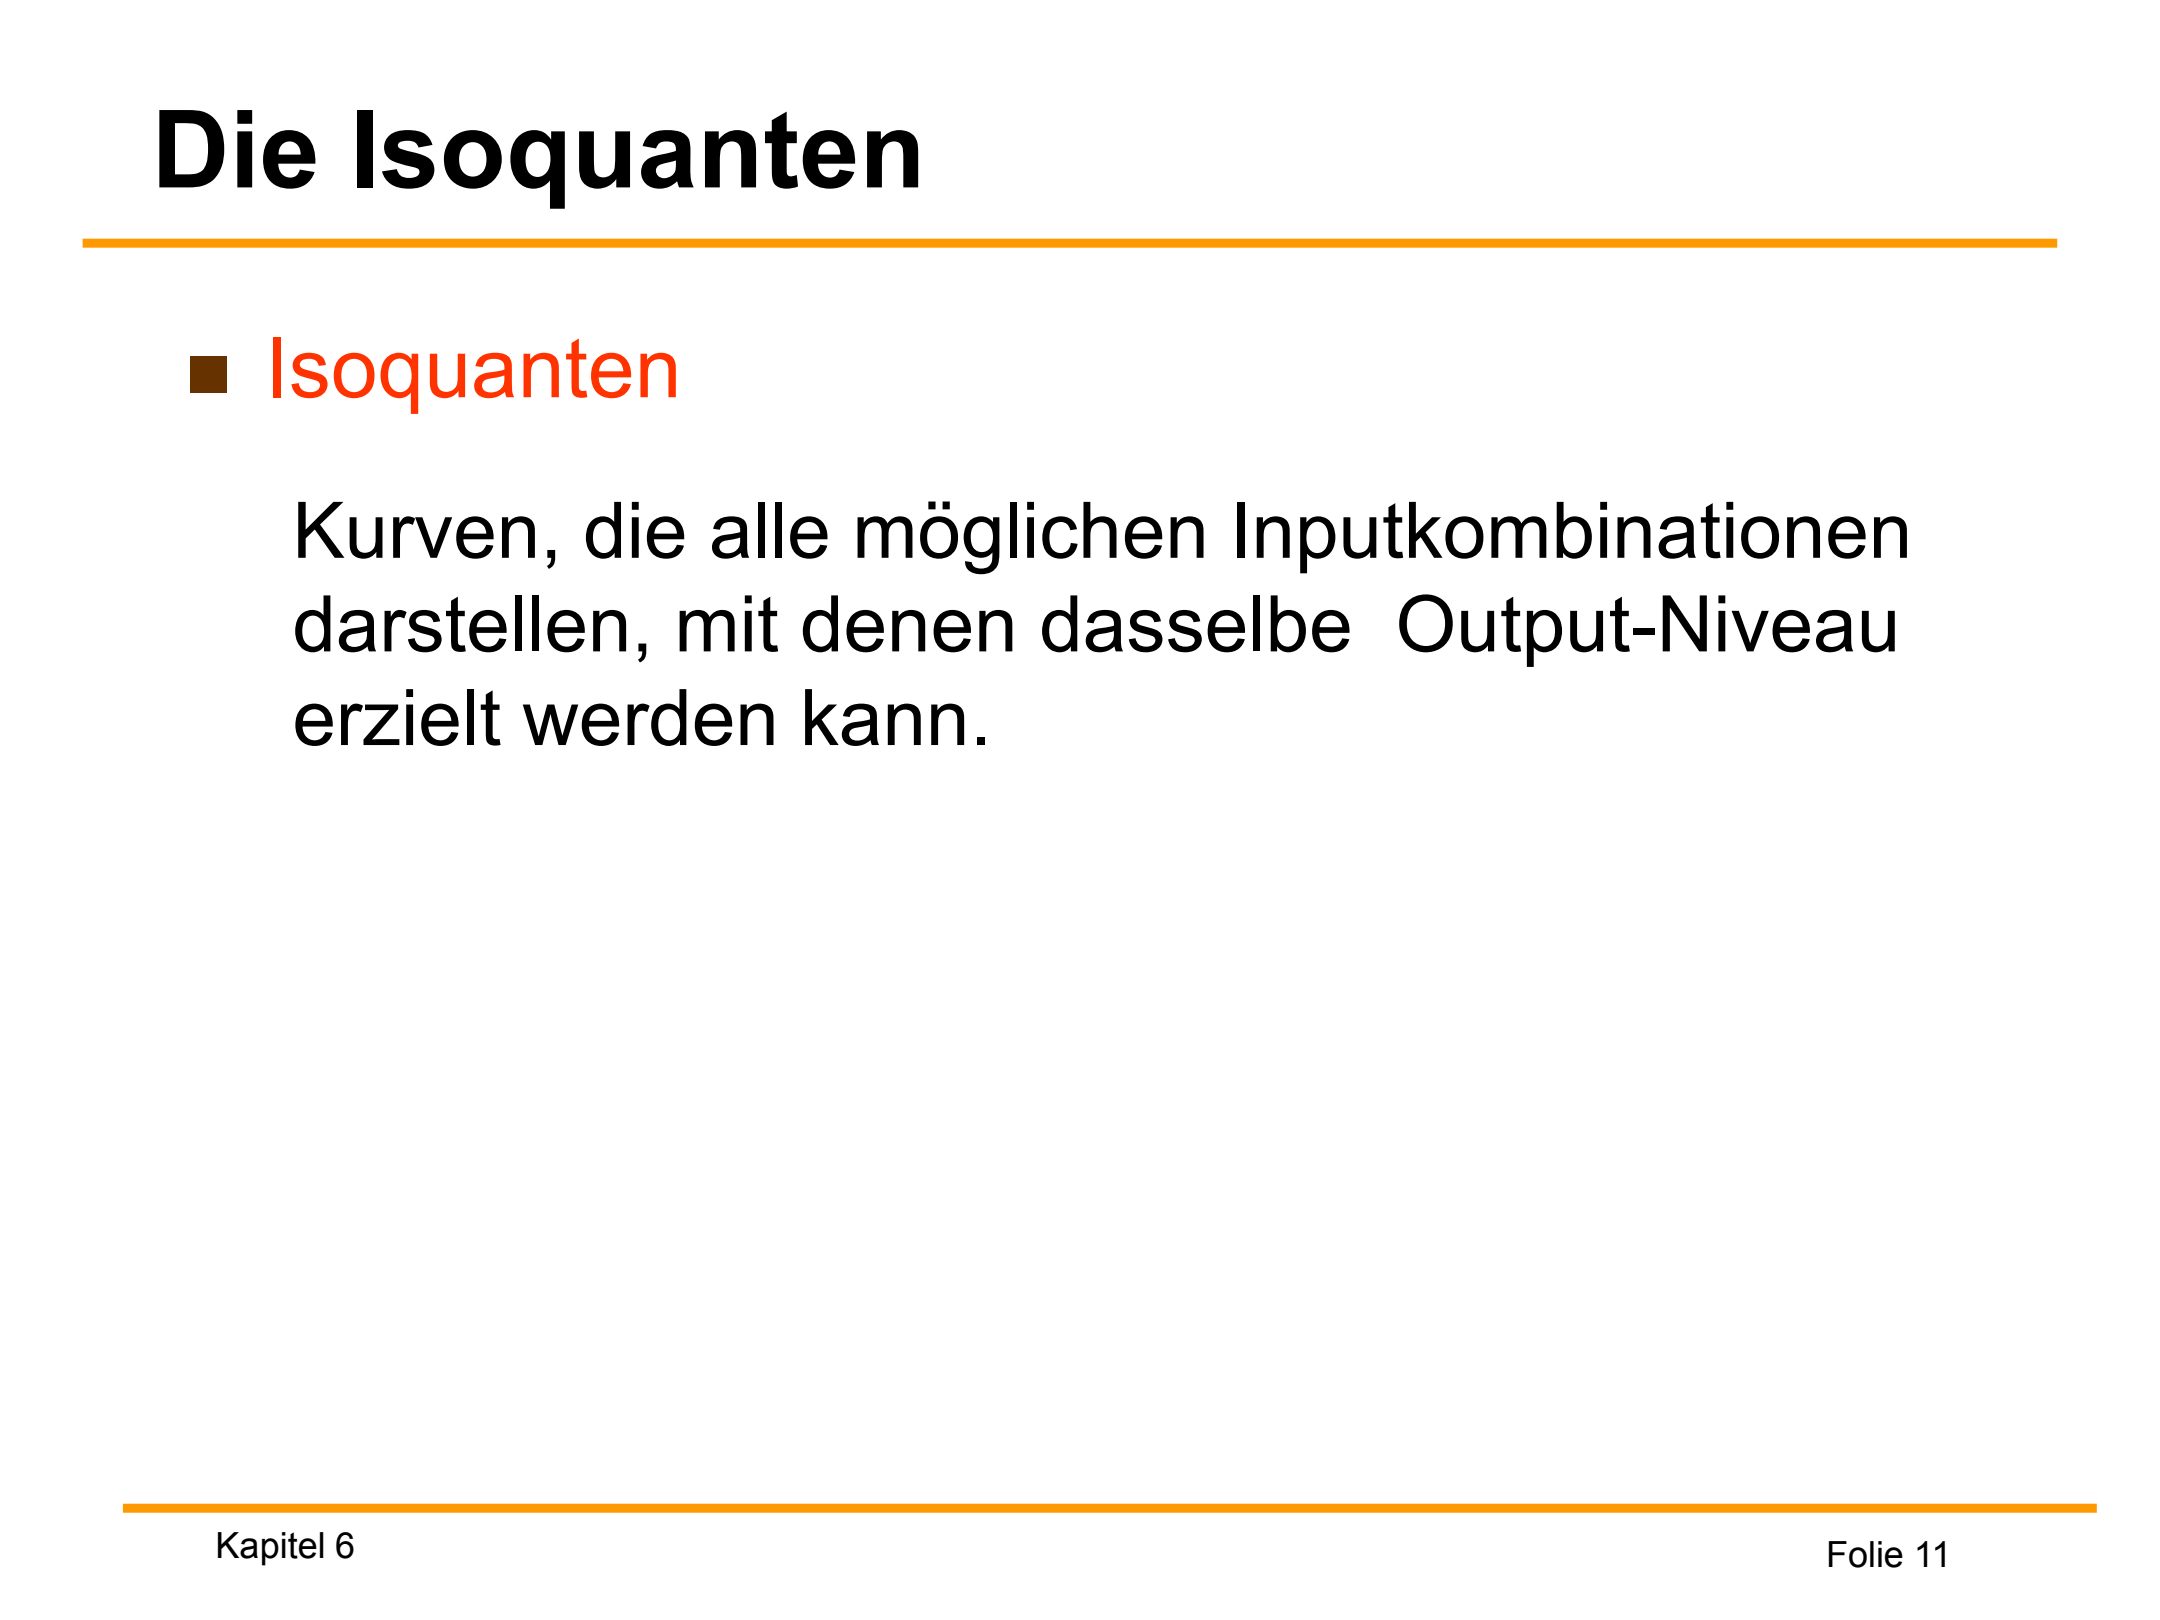 Die Isoquanten
Isoquanten
Kurven, die alle möglichen Inputkombinationen
darstellen, mit denen dasselbe  Output-Niveau
erzielt werden kann.
Kapitel 6
Folie 11